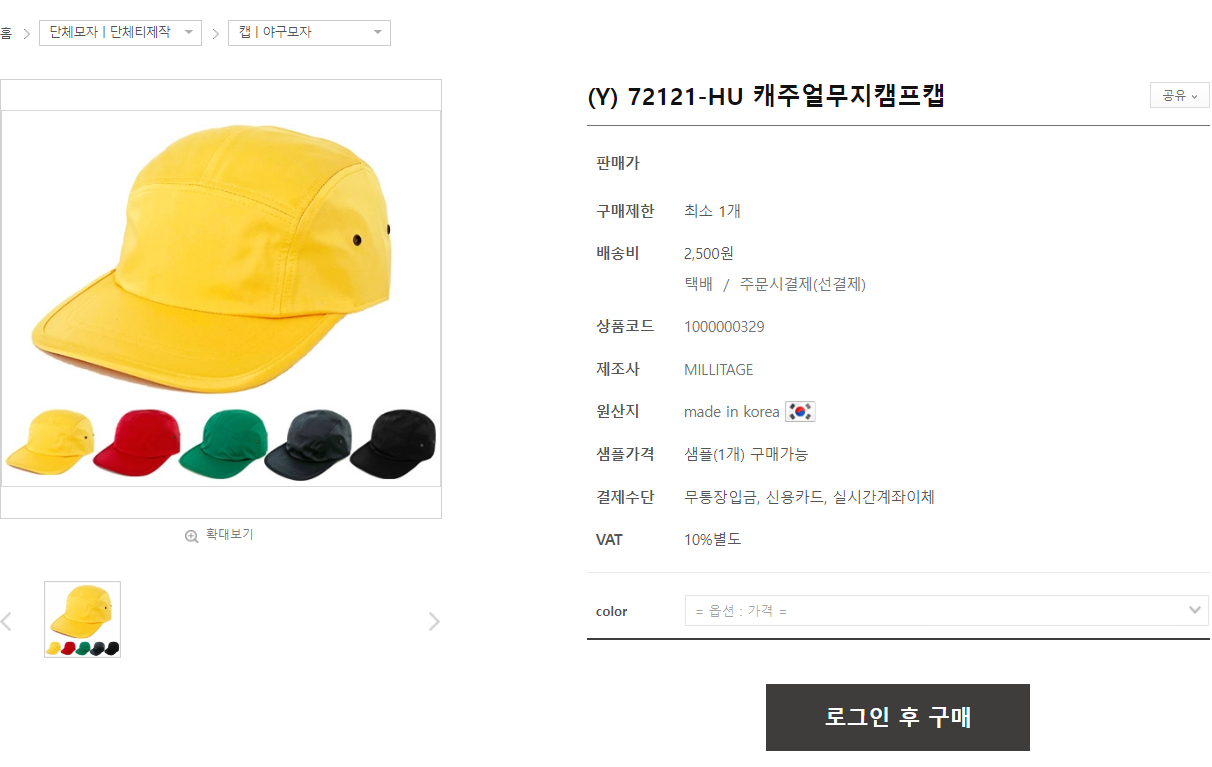 홈
단체모자 | 단체티제작
캡 | 야구모자
(Y) 72121-HU 캐주얼무지캠프캡
공유
판매가
구매제한 최소 1개
배송비 2,500원
택배 / 주문시결제(선결제)
상품코드 1000000329
제조사 MILLITAGE
원산지 made in korea
샘플가격 샘플(1개) 구매가능
결제수단 무통장입금, 신용카드, 실시간계좌이체
VAT 10%별도
color = 옵션 : 가격 =
로그인 후 구매
확대보기